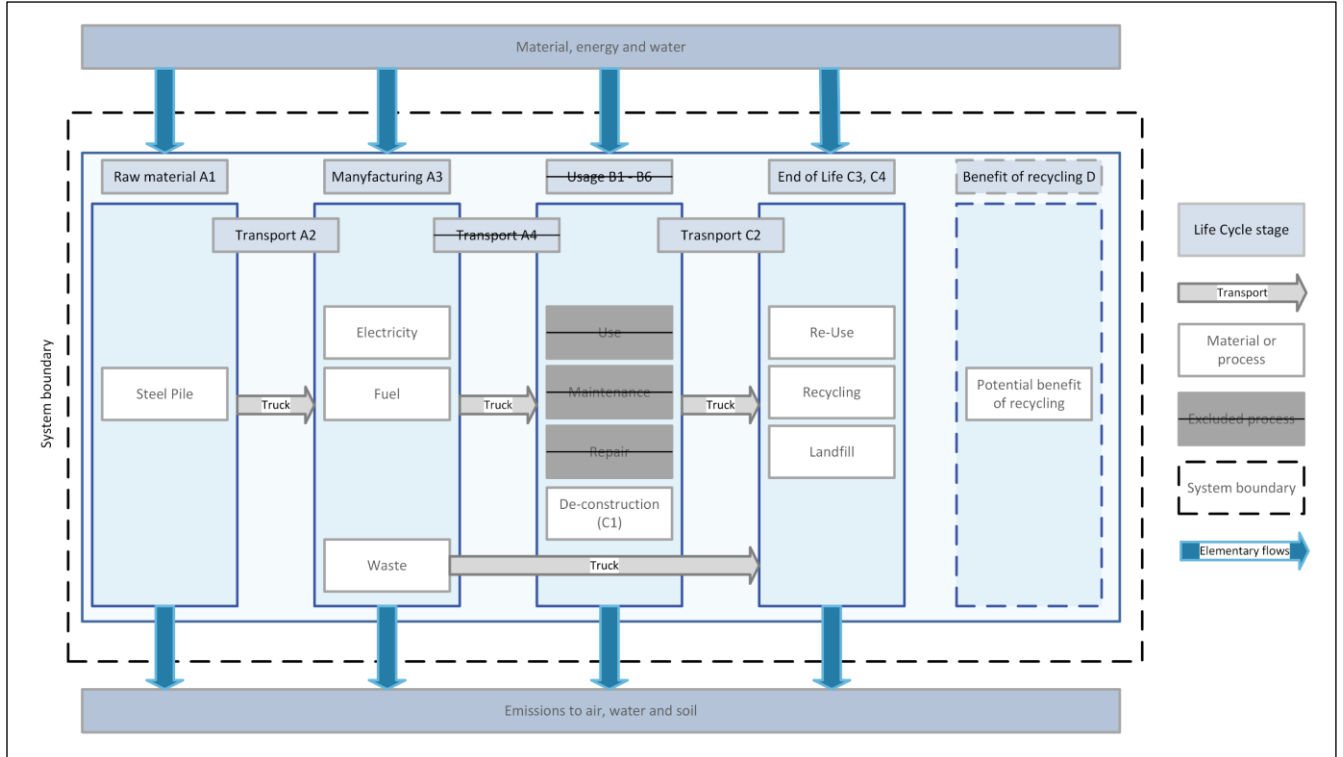 Material, energy and water
Raw material A1
Manyfacturing A3
Usage B1 - B6
End of Life C3, C4
Benefit of recycling D
Transport A2
Transport A4
Trasnport C2
Electricity
Use
Re-Use
Steel Pile
Truck
Fuel
Truck
Maintenance
Truck
Recycling
Potential benefit
of recycling
Repair
Landfill
De-construction
(C1)
Waste
Truck
System boundary
Life Cycle stage
Transport
Material or
process
Excluded process
System boundary
Elementary flows
Emissions to air, water and soil